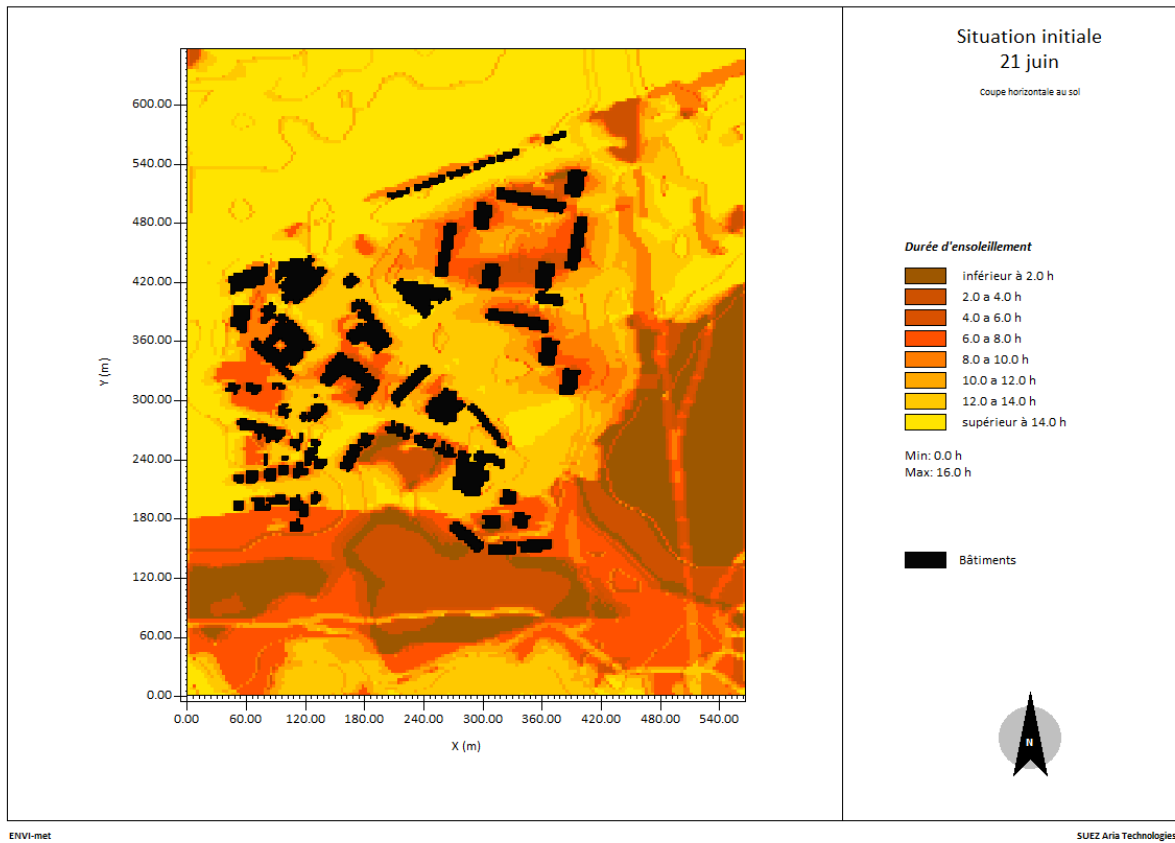 Situation initiale
21 juin
Coupe horizontale au sol
600.00
540.00
480.00
420.00
360.00
300.00
240.00
180.00
120.00
60.00
0.00
Y (m)
0.00 60.00 120.00 180.00 240.00 300.00 360.00 420.00 480.00 540.00
X (m)
Durée d'ensoleillement
inférieur à 2.0 h
2.0 a 4.0 h
4.0 a 6.0 h
6.0 a 8.0 h
8.0 a 10.0 h
10.0 a 12.0 h
12.0 a 14.0 h
supérieur à 14.0 h
Min: 0.0 h
Max: 16.0 h
Bâtiments
N
ENVI-met
SUEZ Aria Technologies